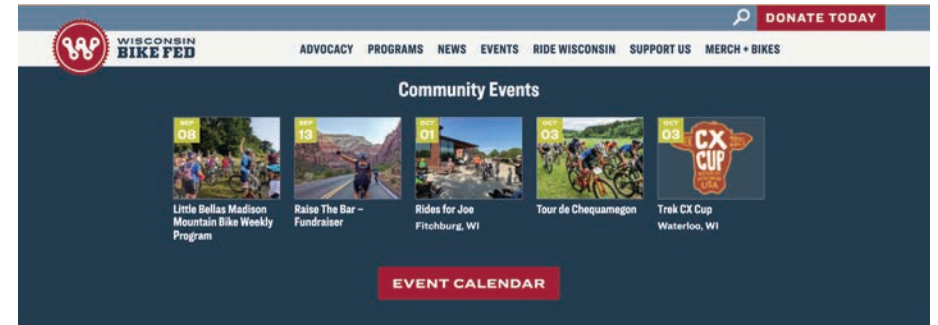 DONATE TODAY
WISCONSIN
BIKE FED
ADVOCACY PROGRAMS NEWS EVENTS RIDE WISCONSIN SUPPORT US MERCH + BIKES
Community Events
SEP
08
SEP
13
OCT
01
OCT
03
OCT
03
CX
CUP
USA
Little Bellas Madison
Mountain Bike Weekly
Program
Raise The Bar –
Fundraiser
Rides for Joe
Fitchburg, WI
Tour de Chequamegon
Trek CX Cup
Waterloo, WI
EVENT CALENDAR